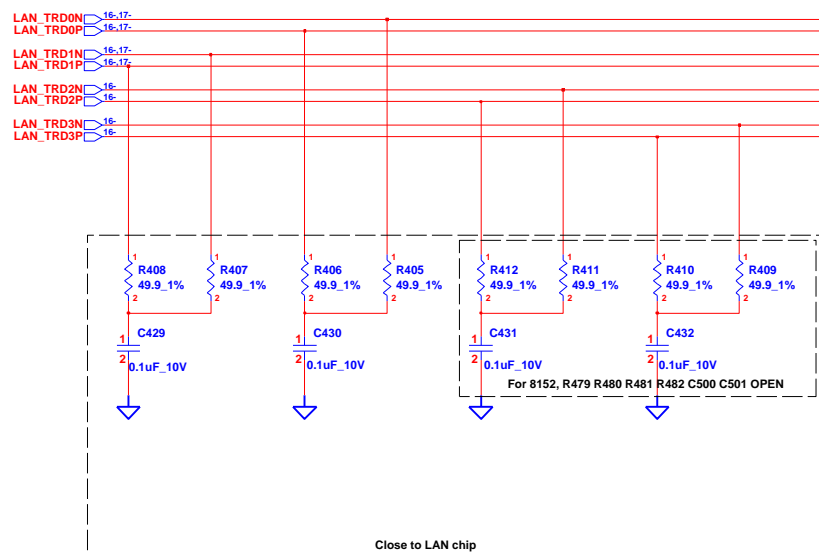 LAN_TRD0N 16-,17-
LAN_TRD0P 16-,17-
LAN_TRD1N 16-,17-
LAN_TRD1P 16-,17-
LAN_TRD2N 16-
LAN_TRD2P 16-
LAN_TRD3N 16-
LAN_TRD3P 16-
1 1 1 1 1 1 1 1
R408 R407 R406 R405 R412 R411 R410 R409
49.9_1% 49.9_1% 49.9_1% 49.9_1% 49.9_1% 49.9_1% 49.9_1% 49.9_1%
2 2 2 2 2 2 2 2
1 C429 1 C430 1 C431 1 C432
2 2 2 2
0.1uF_10V 0.1uF_10V 0.1uF_10V 0.1uF_10V
For 8152, R479 R480 R481 R482 C500 C501 OPEN
Close to LAN chip